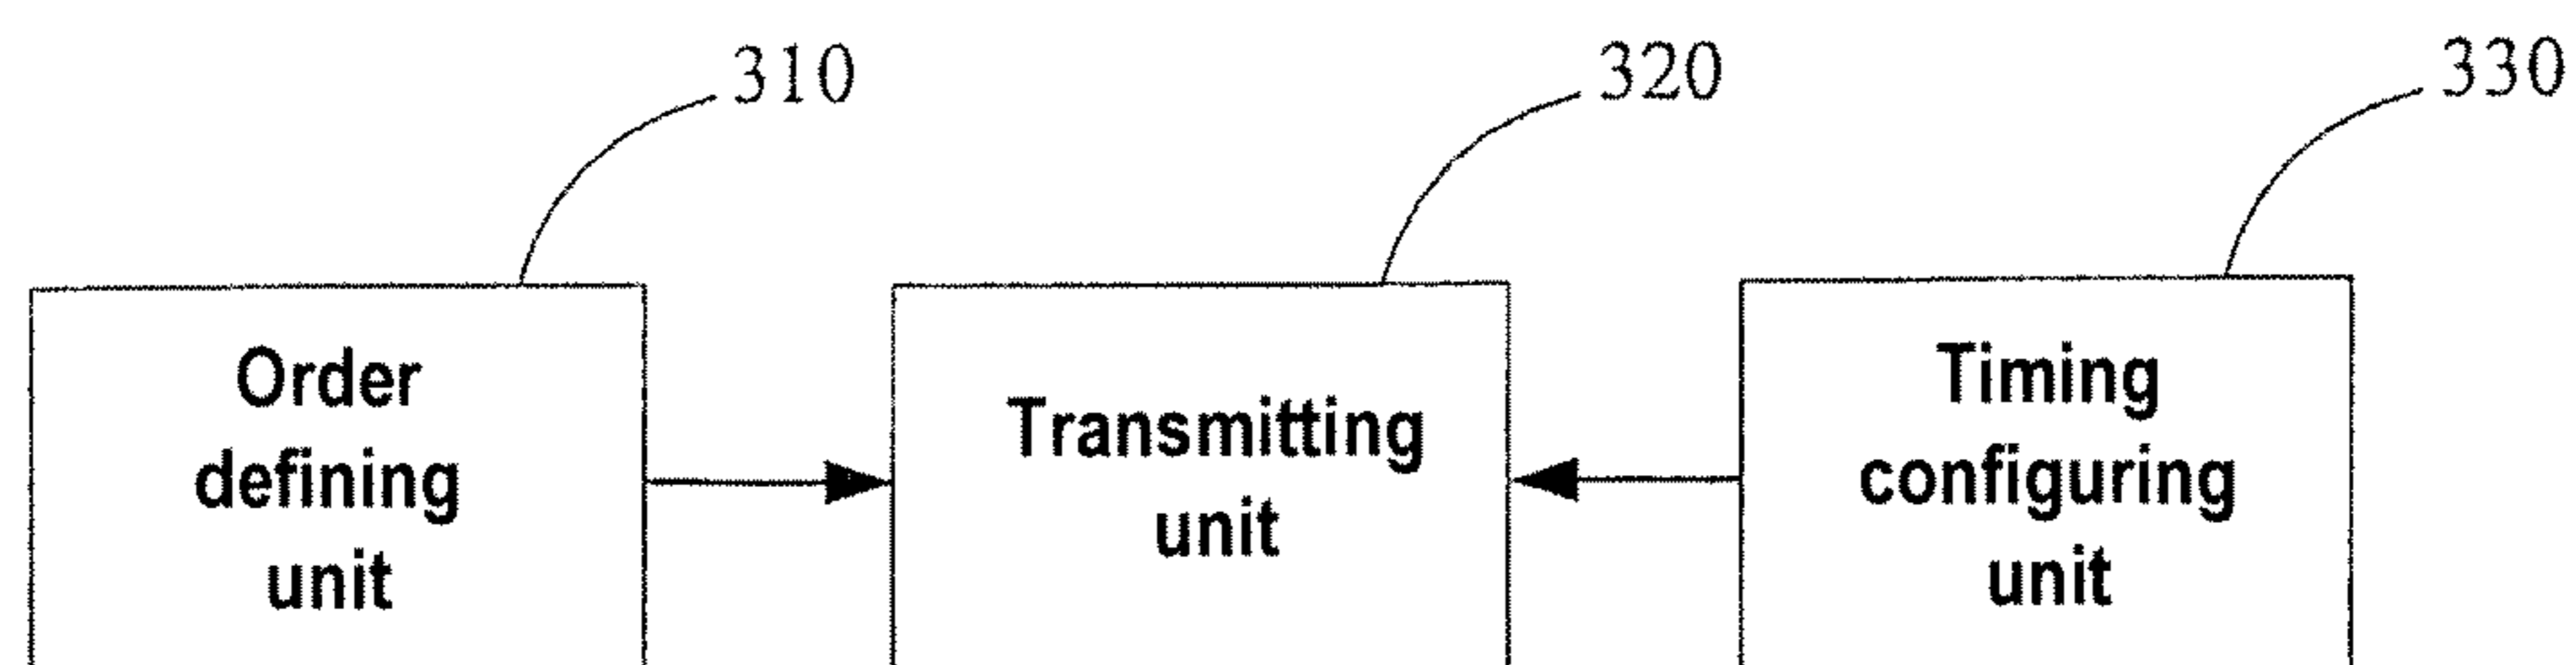 310
320
330
Order
defining
unit
Transmitting
unit
Timing
configuring
unit